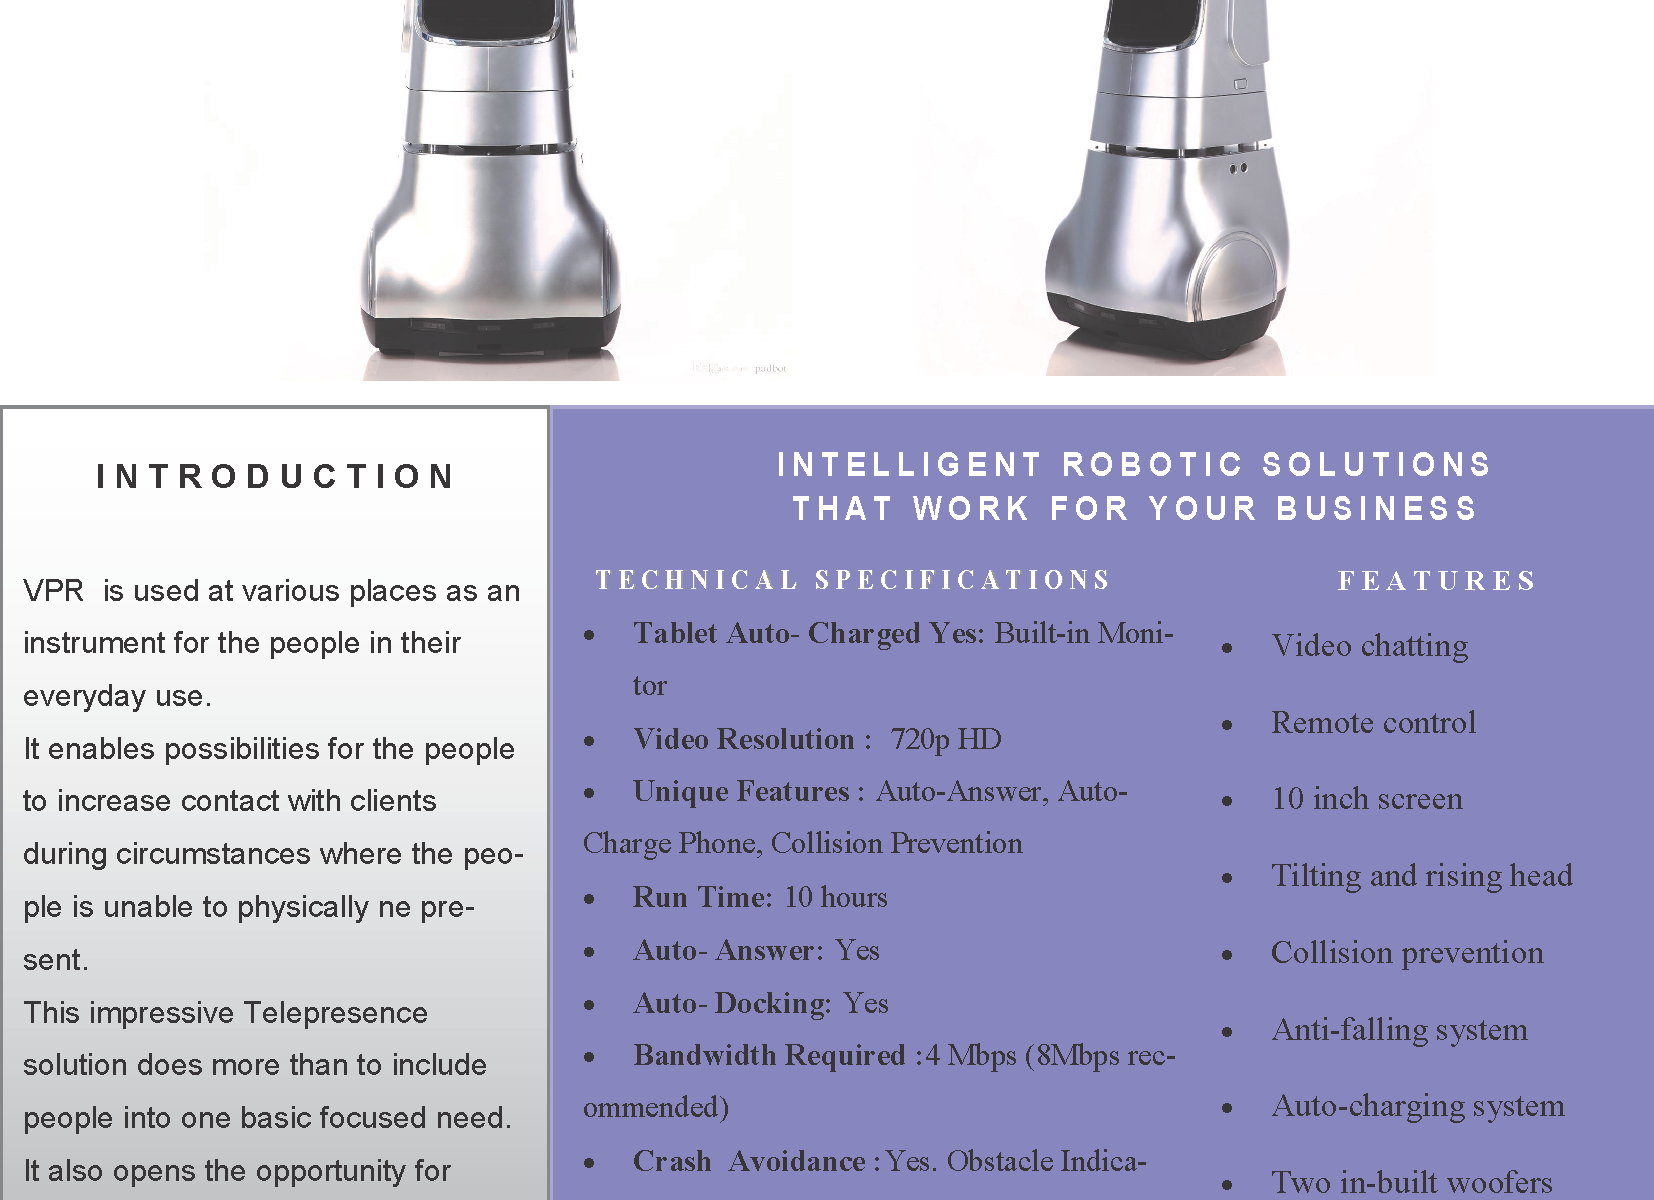 padbot
INTRODUCTION
VPR is used at various places as an
instrument for the people in their
everyday use.
It enables possibilities for the people
to increase contact with clients
during circumstances where the peo-
ple is unable to physically ne pre-
sent.
This impressive Telepresence
solution does more than to include
people into one basic focused need.
It also opens the opportunity for
INTELLIGENT ROBOTIC SOLUTIONS
THAT WORK FOR YOUR BUSINESS
TECHNICAL SPECIFICATIONS
• Tablet Auto- Charged Yes: Built-in Moni-
tor
• Video Resolution : 720p HD
• Unique Features : Auto-Answer, Auto-
Charge Phone, Collision Prevention
• Run Time: 10 hours
• Auto- Answer: Yes
• Auto- Docking: Yes
• Bandwidth Required :4 Mbps (8Mbps rec-
ommended)
• Crash Avoidance : Yes. Obstacle Indica-
FEATURES
• Video chatting
• Remote control
• 10 inch screen
• Tilting and rising head
• Collision prevention
• Anti-falling system
• Auto-charging system
• Two in-built woofers